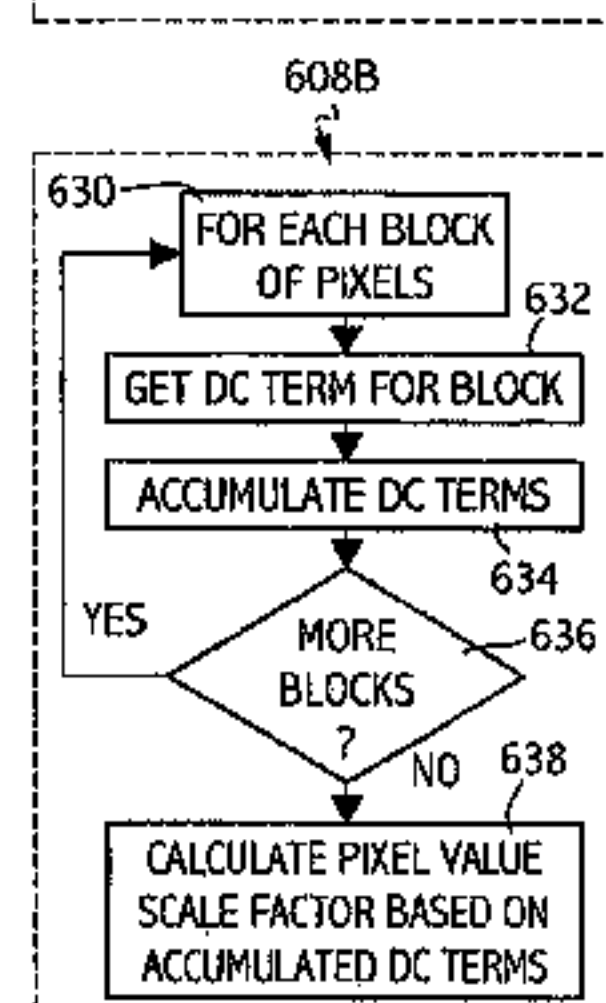 608B
630
FOR EACH BLOCK
OF PIXELS
632
GET DC TERM FOR BLOCK
ACCUMULATE DC TERMS
634
YES
MORE
BLOCKS
?
636
NO
638
CALCULATE PIXEL VALUE
SCALE FACTOR BASED ON
ACCUMULATED DC TERMS